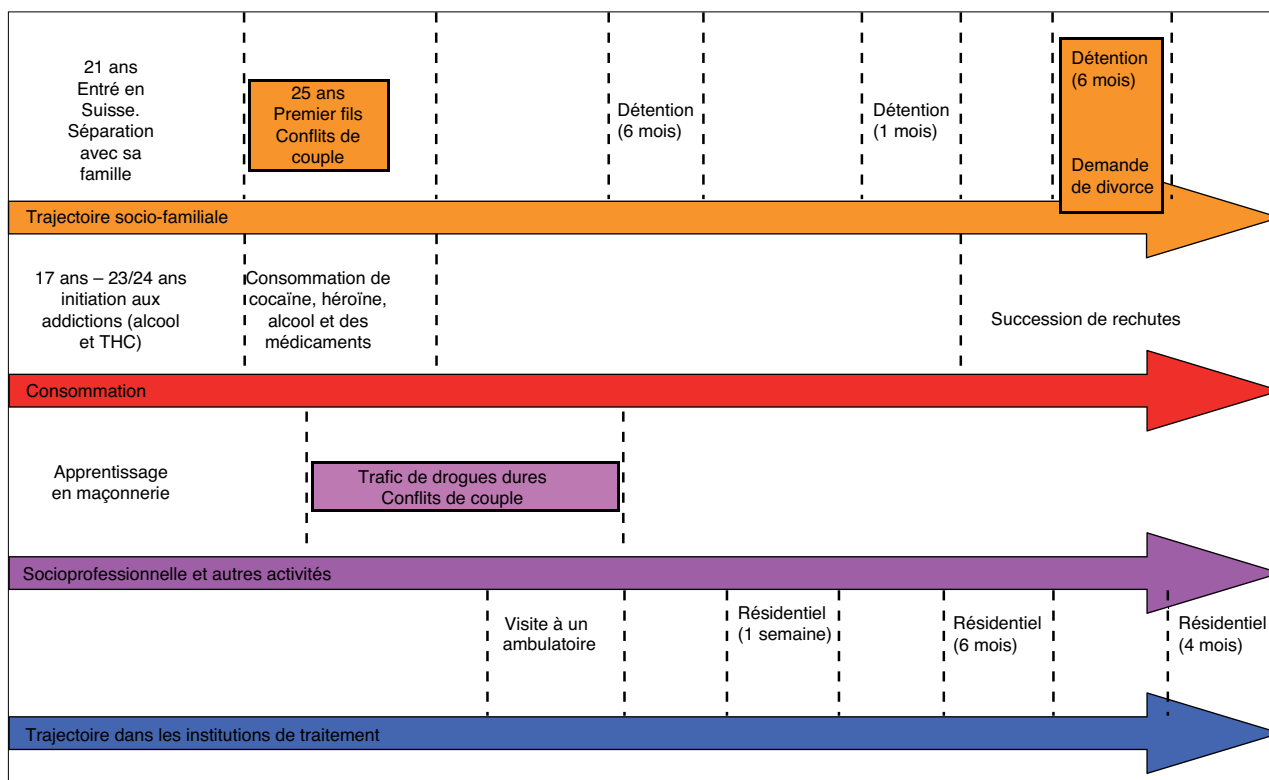 21 ans
Entré en
Suisse.
Séparation
avec sa
famille
25 ans
Premier fils
Conflits de
couple
Détention
(6 mois)
Détention
(1 mois)
Détention
(6 mois)
Demande
de divorce
Trajectoire socio-familiale
17 ans – 23/24 ans
initiation aux
addictions (alcool
et THC)
Consommation de
cocaïne, héroïne,
alcool et des
médicaments
Succession de rechutes
Consommation
Apprentissage
en maçonnerie
Trafic de drogues dures
Conflits de couple
Socioprofessionnelle et autres activités
Visite à un
ambulatoire
Résidentiel
(1 semaine)
Résidentiel
(6 mois)
Résidentiel
(4 mois)
Trajectoire dans les institutions de traitement